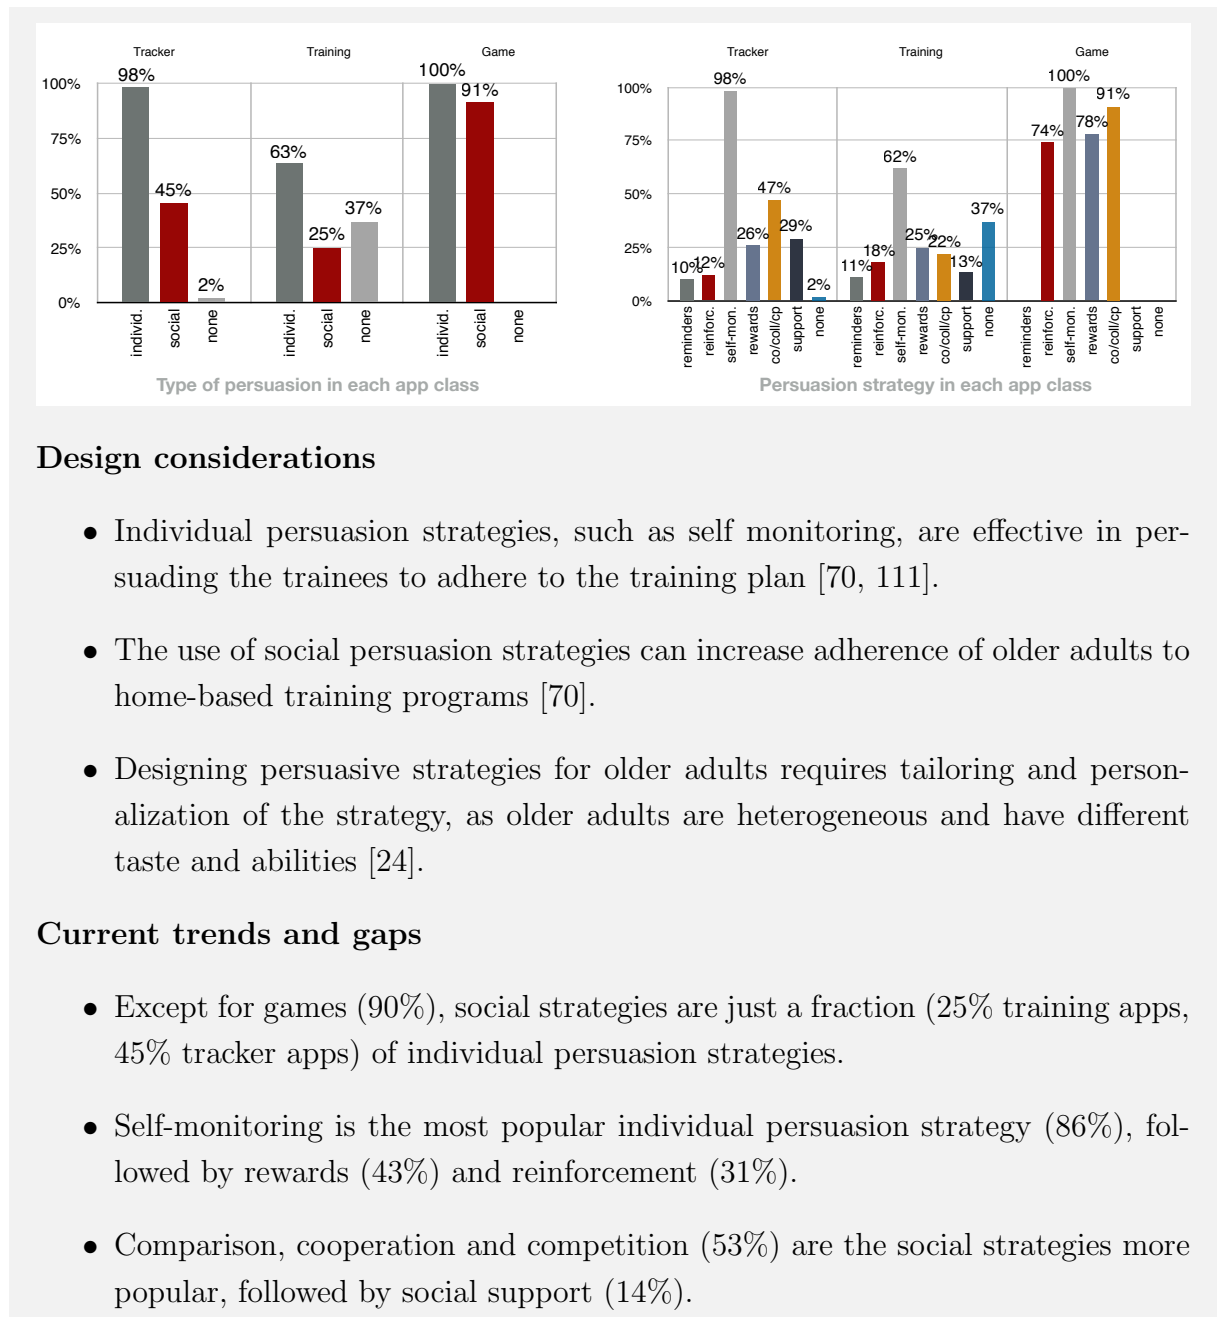 Tracker Training Game
98% 100% 91%
100%
75%
63%
50%
45%
37%
25%
25%
2%
0%
individ. social none individ. social none individ. social none
Type of persuasion in each app class
Tracker Training Game
98% 100% 91%
100%
74% 78%
75%
62%
50%
47%
37%
26% 29% 25% 22%
25%
10% 12% 2% 11% 18% 13%
0%
reminders reinforc. self-mon. rewards co/coll/cp support none reminders reinforc. self-mon. rewards co/coll/cp support none reminders reinforc. self-mon. rewards co/coll/cp support none
Persuasion strategy in each app class
Design considerations
• Individual persuasion strategies, such as self monitoring, are effective in per-
suading the trainees to adhere to the training plan [70, 111].
• The use of social persuasion strategies can increase adherence of older adults to
home-based training programs [70].
• Designing persuasive strategies for older adults requires tailoring and person-
alization of the strategy, as older adults are heterogeneous and have different
taste and abilities [24].
Current trends and gaps
• Except for games (90%), social strategies are just a fraction (25% training apps,
45% tracker apps) of individual persuasion strategies.
• Self-monitoring is the most popular individual persuasion strategy (86%), fol-
lowed by rewards (43%) and reinforcement (31%).
• Comparison, cooperation and competition (53%) are the social strategies more
popular, followed by social support (14%).